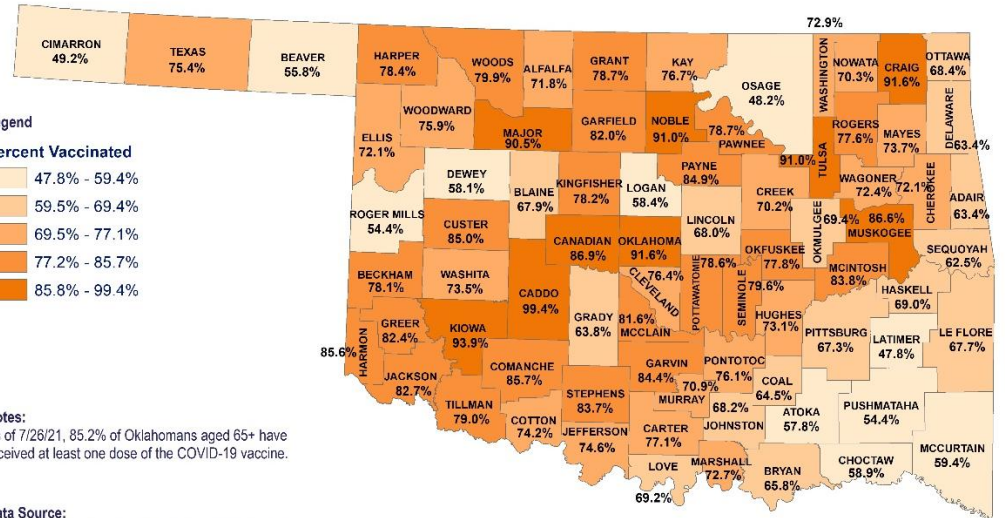 72.9%
CIMARRON
49.2%
TEXAS
75.4%
BEAVER
55.8%
HARPER
78.4%
WOODS
79.9%
ALFALFA
71.8%
GRANT
78.7%
KAY
76.7%
OSAGE
48.2%
WASHINGTON
NOWATA
70.3%
CRAIG
91.6%
OTTAWA
68.4%
DELAWARE
63.4%
WOODWARD
75.9%
ELLIS
72.1%
MAJOR
90.5%
GARFIELD
82.0%
NOBLE
91.0%
78.7%
PAWNEE
ROGERS
77.6%
MAYES
73.7%
91.0%
TULSA
PAYNE
84.9%
WAGONER
72.4%
72.1%
CHEROKEE
ADAIR
63.4%
DEWEY
58.1%
BLAINE
67.9%
KINGFISHER
78.2%
LOGAN
58.4%
CREEK
70.2%
LINCOLN
68.0%
OKMULGEE
69.4%
86.6%
MUSKOGEE
SEQUOYAH
62.5%
ROGER MILLS
54.4%
CUSTER
85.0%
CANADIAN
86.9%
OKLAHOMA
91.6%
OKFUSKEE
77.8%
MCINTOSH
83.8%
HASKELL
69.0%
BECKHAM
78.1%
WASHITA
73.5%
CADDO
99.4%
GRADY
63.8%
76.4%
CLEVELAND
78.6%
POTTAWATOMIE
SEMINOLE
79.6%
HUGHES
73.1%
PITTSBURG
67.3%
LATIMER
47.8%
LE FLORE
67.7%
GREER
82.4%
KIOWA
93.9%
81.6%
MCCLAIN
85.6%
HARMON
JACKSON
82.7%
COMANCHE
85.7%
GARVIN
84.4%
PONTOTOC
76.1%
COAL
64.5%
TILLMAN
79.0%
COTTON
74.2%
STEPHENS
83.7%
70.9%
MURRAY
68.2%
JOHNSTON
ATOKA
57.8%
PUSHMATAHA
54.4%
MCCURTAIN
59.4%
JEFFERSON
74.6%
CARTER
77.1%
LOVE
69.2%
MARSHALL
72.7%
BRYAN
65.8%
CHOCTAW
58.9%
gend
ercent Vaccinated
47.8% - 59.4%
59.5% - 69.4%
69.5% - 77.1%
77.2% - 85.7%
85.8% - 99.4%
otes:
of 7/26/21, 85.2% of Oklahomans aged 65+ have
ceived at least one dose of the COVID-19 vaccine.
ata Source: